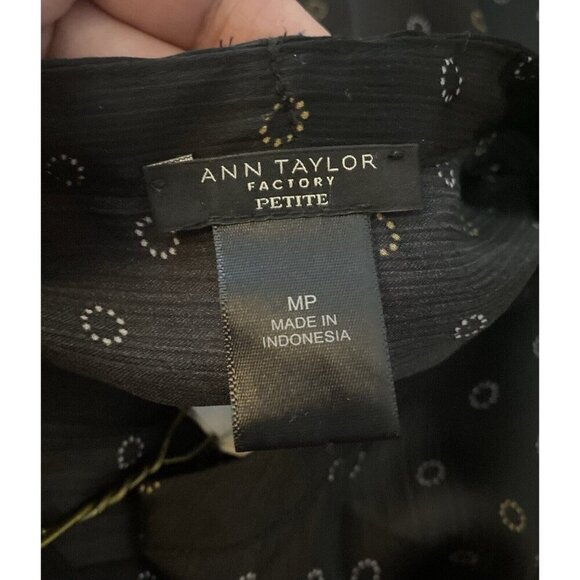 ANN TAYLOR
FACTORY
PETITE
MP
MADE IN
INDONESIA